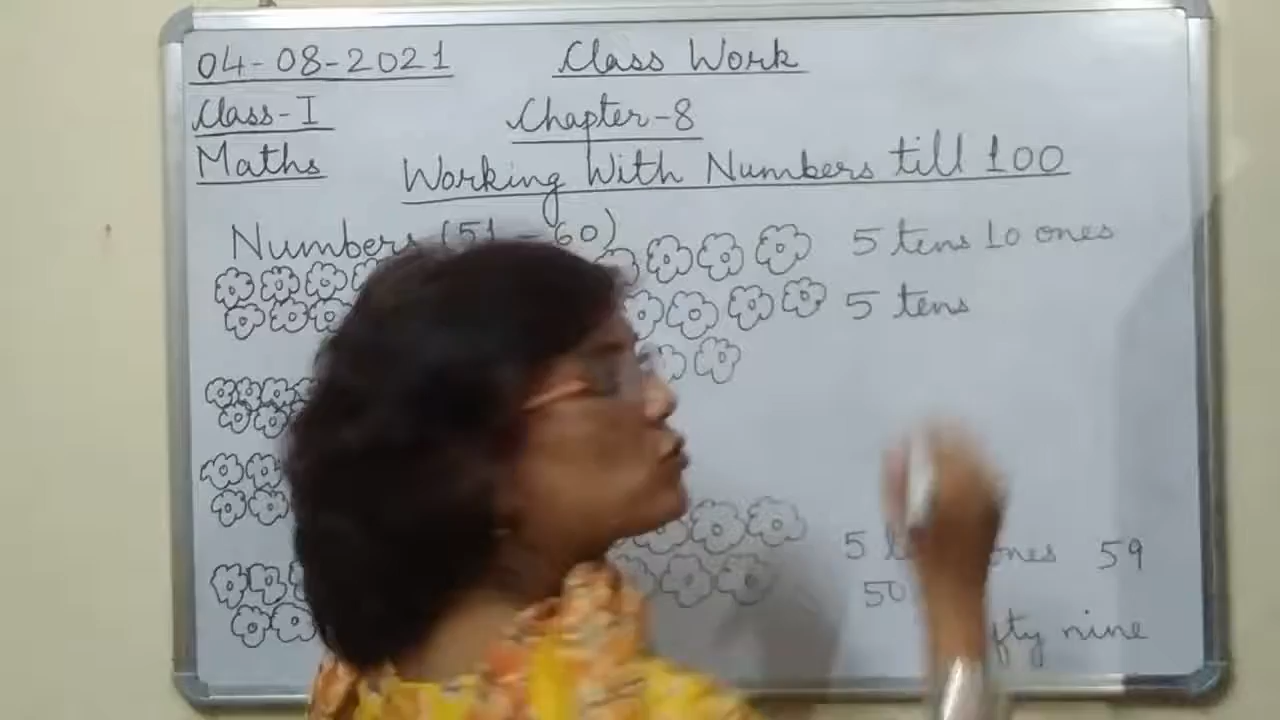 04-08-2021 Class Work
Class-I Chapter-8
Maths Working With Numbers till 100
Numbers (51 - 60)
5 tens 10 ones
5 tens
5 ones 59
50
fty nine